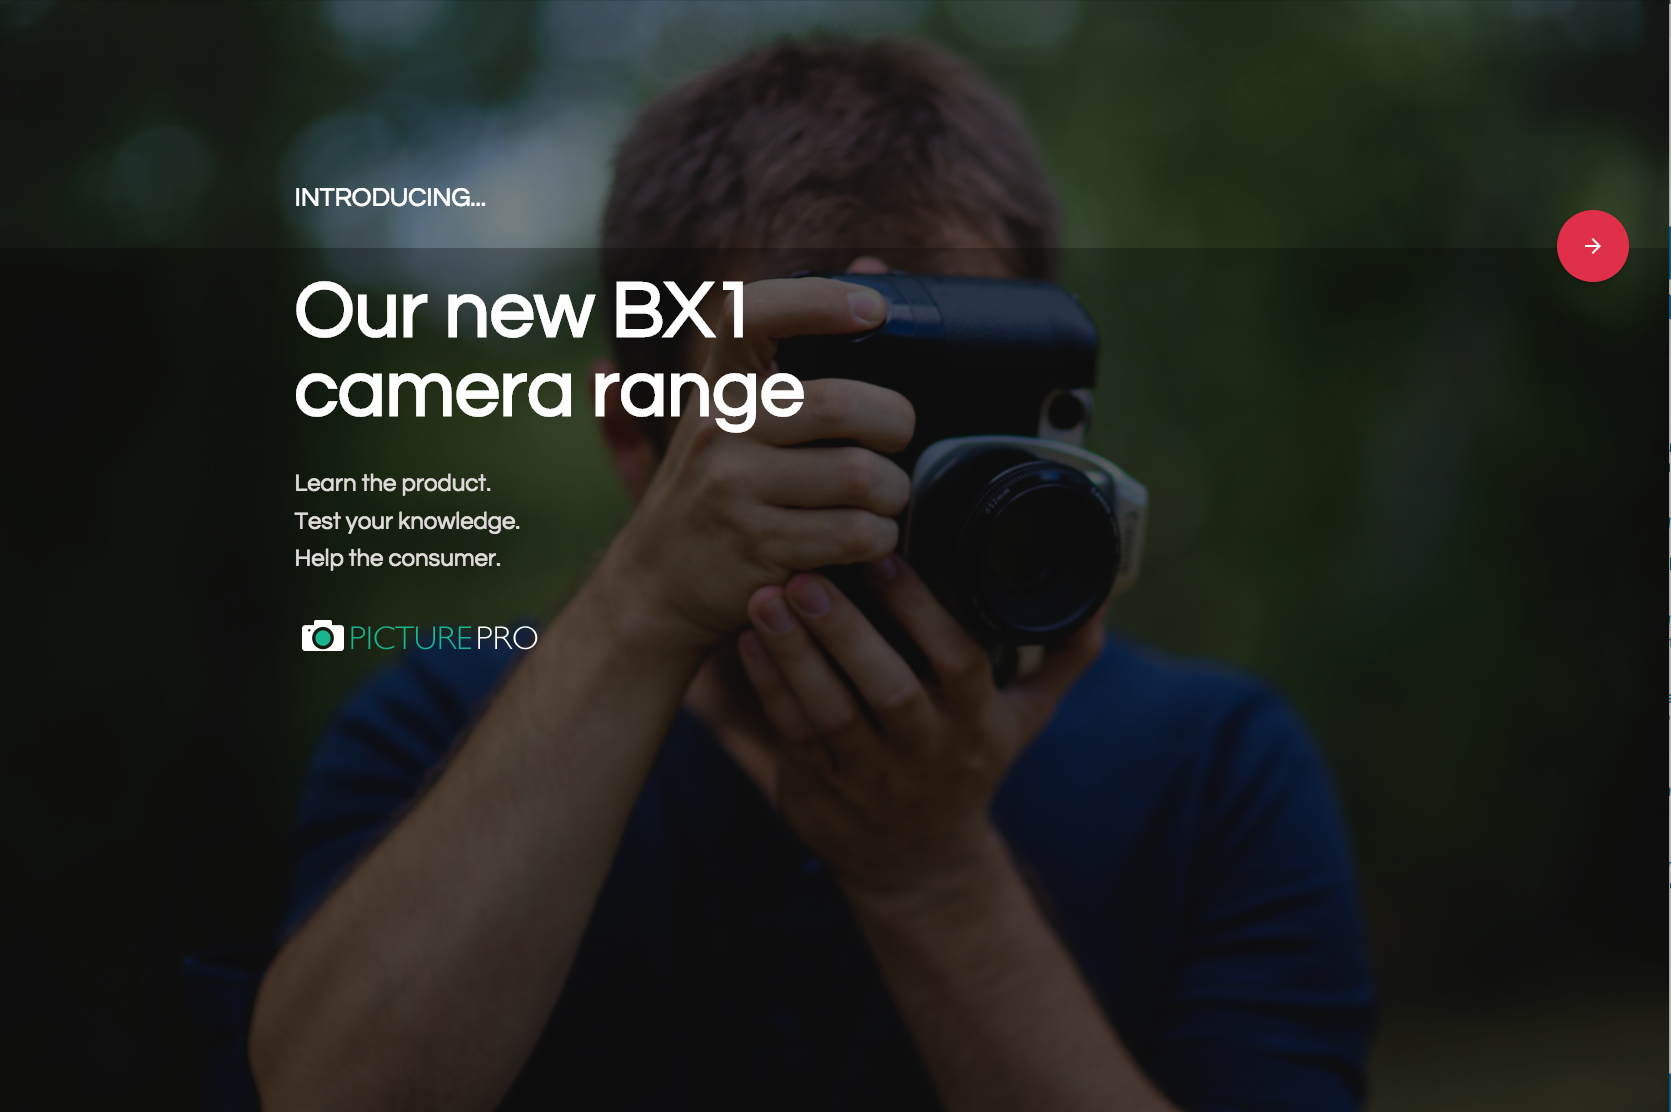 INTRODUCING...
Our new BX1
camera range
Learn the product.
Test your knowledge.
Help the consumer.
PICTUREPRO